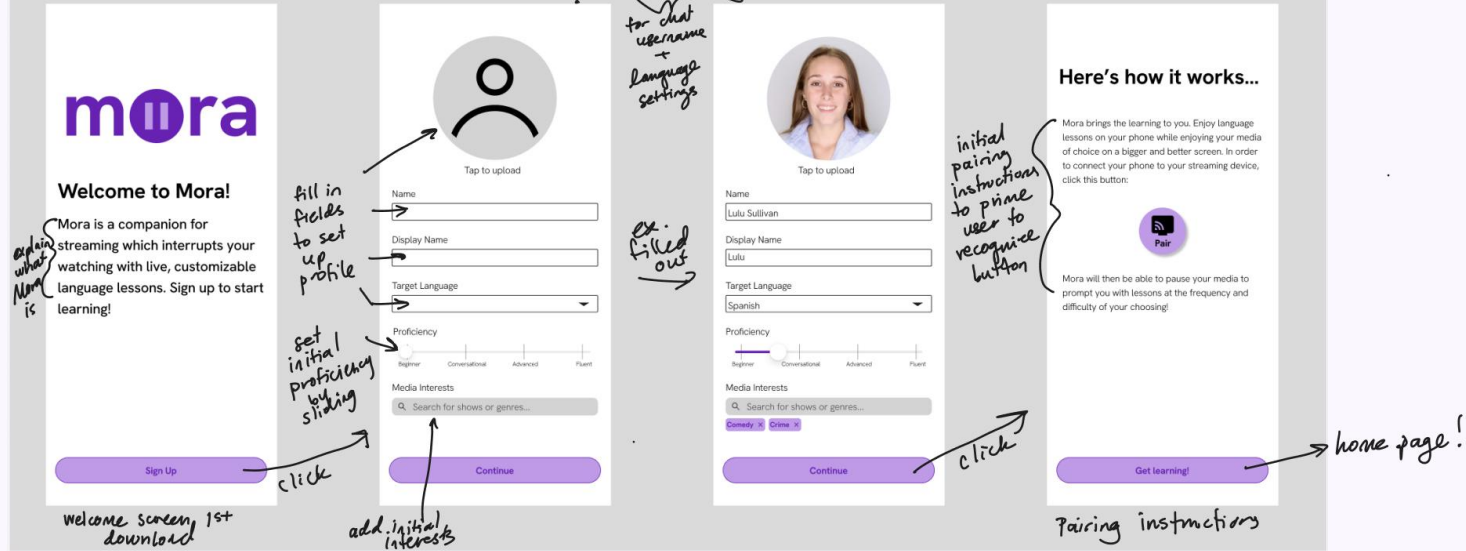 for chat
username
+
language
settings
mora
Welcome to Mora!
Mora is a companion for
streaming which interrupts your
watching with live, customizable
language lessons. Sign up to start
learning!
explain
what
Mora
is
Sign Up
click
welcome screen, 1st
download
Tap to upload
Name
Display Name
Target Language
Proficiency
Beginner Conversational Advanced Fluent
Media Interests
Search for shows or genres...
Continue
fill in
fields
to set
up
profile
set
initial
proficiency
by
sliding
add initial
interests
ex.
filled
out
Tap to upload
Name
Lulu Sullivan
Display Name
Lulu
Target Language
Spanish
Proficiency
Beginner Conversational Advanced Fluent
Media Interests
Search for shows or genres...
Comedy × Crime ×
Continue
click
initial
pairing
instructions
to prime
user to
recognize
button
Here's how it works...
Mora brings the learning to you. Enjoy language
lessons on your phone while enjoying your media
of choice on a bigger and better screen. In order
to connect your phone to your streaming device,
click this button:
Pair
Mora will then be able to pause your media to
prompt you with lessons at the frequency and
difficulty of your choosing!
Get learning!
home page!
Pairing instructions